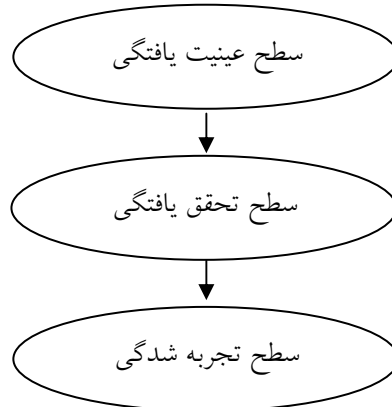 سطح عینیت یافتگی
سطح تحقق یافتگی
سطح تجربه شدگی